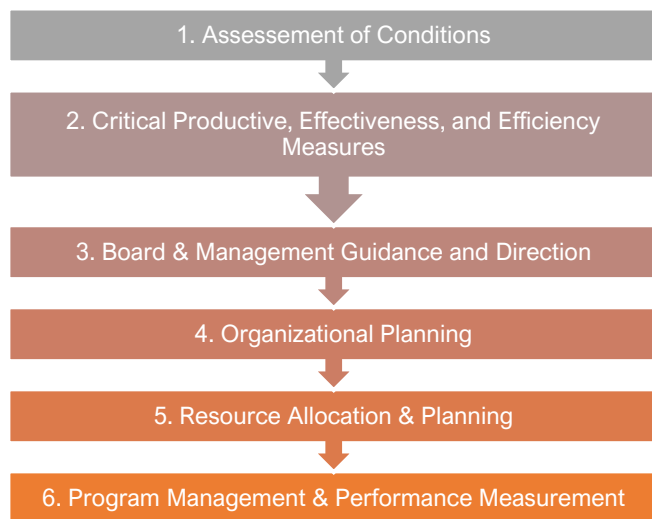 1. Assessement of Conditions
2. Critical Productive, Effectiveness, and Efficiency
Measures
3. Board & Management Guidance and Direction
4. Organizational Planning
5. Resource Allocation & Planning
6. Program Management & Performance Measurement